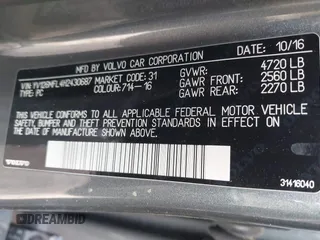 MFD BY VOLVO CAR CORPORATION 10/16
VIN: YV126MFL4H2430687 MARKET CODE: 31 GVWR: 4720 LB
TYPE: PC COLOUR: 714-16 GAWR FRONT: 2560 LB
GAWR REAR: 2270 LB
THIS VEHICLE CONFORMS TO ALL APPLICABLE FEDERAL MOTOR VEHICLE
SAFETY, BUMPER AND THEFT PREVENTION STANDARDS IN EFFECT
ON THE DATE OF MANUFACTURE SHOWN ABOVE.
31416040
DREAMBID